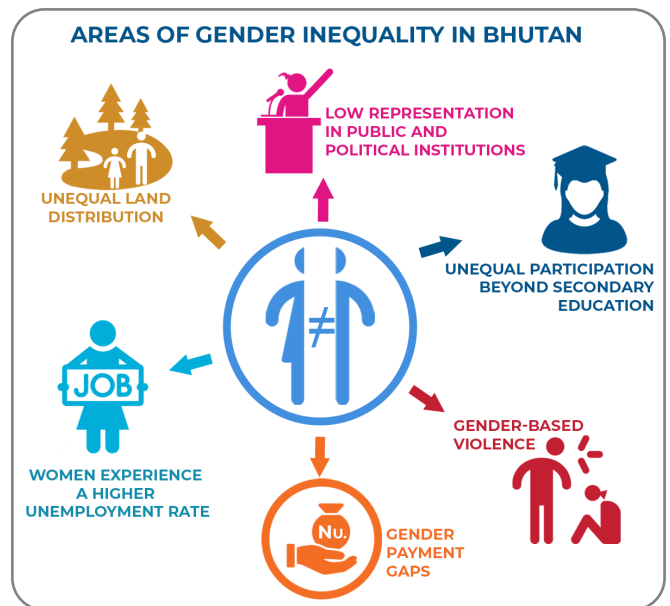 AREAS OF GENDER INEQUALITY IN BHUTAN
LOW REPRESENTATION
IN PUBLIC AND
POLITICAL INSTITUTIONS
UNEQUAL LAND
DISTRIBUTION
UNEQUAL PARTICIPATION
BEYOND SECONDARY
EDUCATION
≠
JOB
WOMEN EXPERIENCE
A HIGHER
UNEMPLOYMENT RATE
GENDER-BASED
VIOLENCE
NU.
GENDER
PAYMENT
GAPS